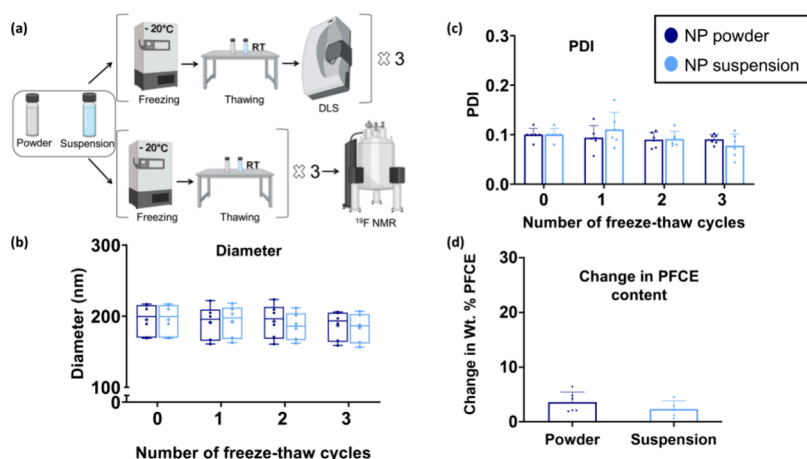 (a)
- 20°C
RT
Freezing
Thawing
DLS
× 3
Powder
Suspension
- 20°C
RT
× 3
Freezing
Thawing
¹⁹F NMR
(b)
Diameter
Diameter (nm)
300
200
100
0
0 1 2 3
Number of freeze-thaw cycles
(c)
PDI
NP powder
NP suspension
PDI
0.3
0.2
0.1
0.0
0 1 2 3
Number of freeze-thaw cycles
(d)
Change in PFCE
content
Change in Wt. % PFCE
30
20
10
0
Powder Suspension